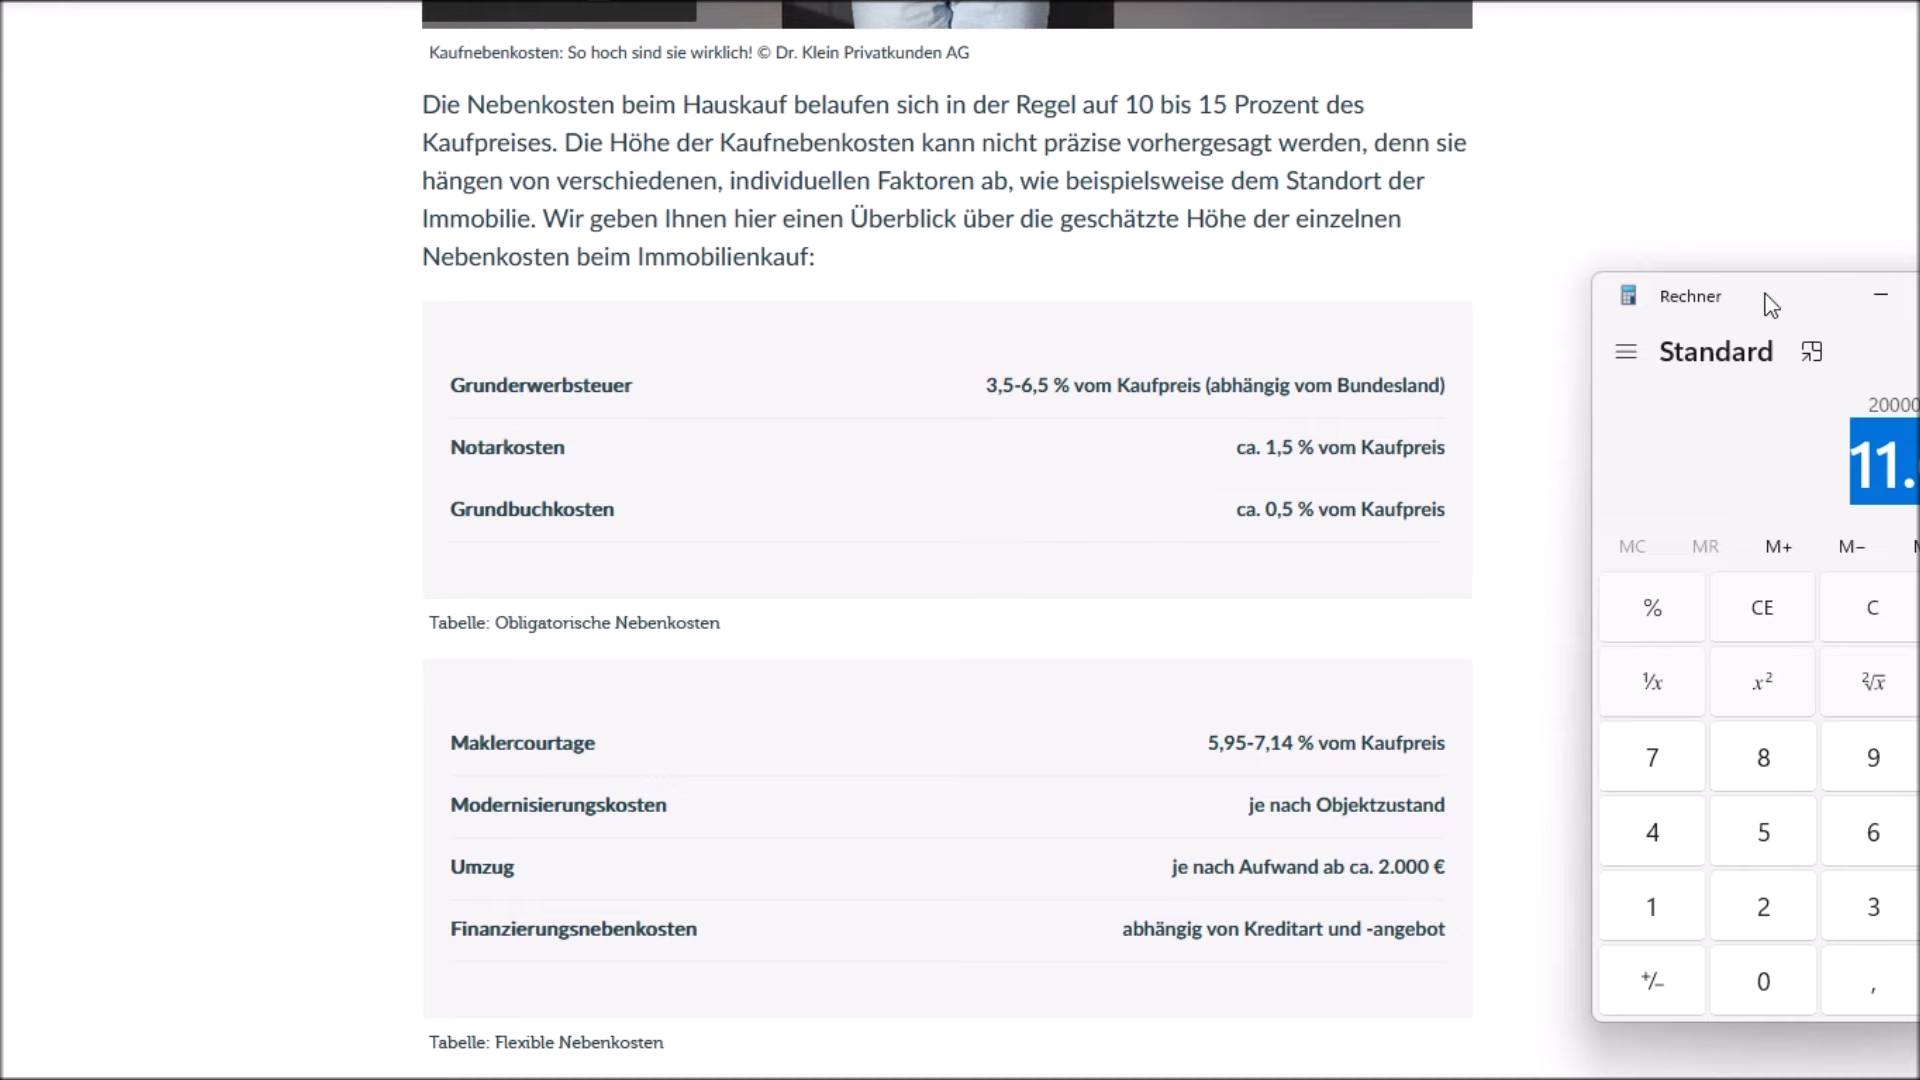 Kaufnebenkosten: So hoch sind sie wirklich! © Dr. Klein Privatkunden AG
Die Nebenkosten beim Hauskauf belaufen sich in der Regel auf 10 bis 15 Prozent des
Kaufpreises. Die Höhe der Kaufnebenkosten kann nicht präzise vorhergesagt werden, denn sie
hängen von verschiedenen, individuellen Faktoren ab, wie beispielsweise dem Standort der
Immobilie. Wir geben Ihnen hier einen Überblick über die geschätzte Höhe der einzelnen
Nebenkosten beim Immobilienkauf:
Grunderwerbsteuer 3,5-6,5 % vom Kaufpreis (abhängig vom Bundesland)
Notarkosten ca. 1,5 % vom Kaufpreis
Grundbuchkosten ca. 0,5 % vom Kaufpreis
Tabelle: Obligatorische Nebenkosten
Maklercourtage 5,95-7,14 % vom Kaufpreis
Modernisierungskosten je nach Objektzustand
Umzug je nach Aufwand ab ca. 2.000 €
Finanzierungsnebenkosten abhängig von Kreditart und -angebot
Tabelle: Flexible Nebenkosten
Rechner
Standard
20000
11.
MC MR M+ M−
% CE C
¹/x x² ²√x
7 8 9
4 5 6
1 2 3
+/− 0 ,